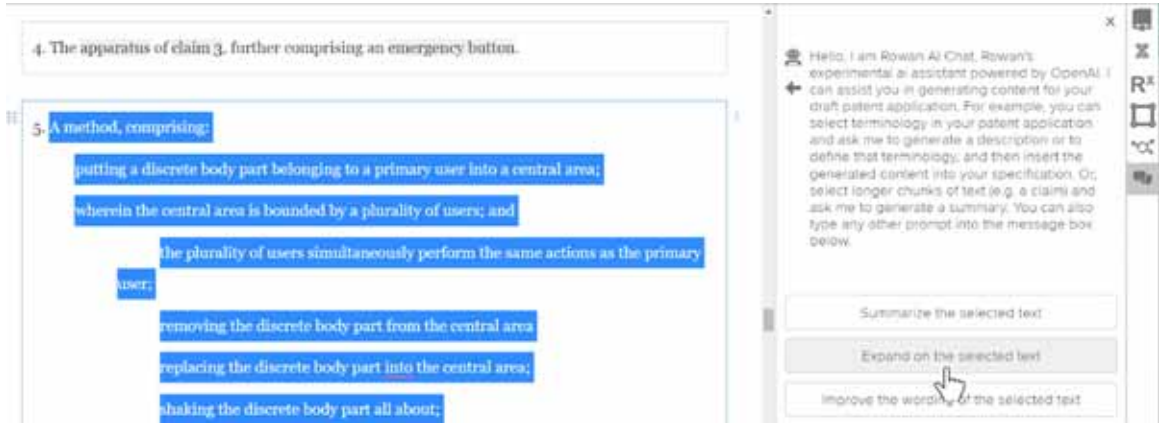 4. The apparatus of claim 3, further comprising an emergency button.
5. A method, comprising:
putting a discrete body part belonging to a primary user into a central area;
wherein the central area is bounded by a plurality of users; and
the plurality of users simultaneously perform the same actions as the primary
user;
removing the discrete body part from the central area
replacing the discrete body part into the central area;
shaking the discrete body part all about;
Hello, I am Rowan AI Chat, Rowan's
experimental ai assistant powered by OpenAI. I
can assist you in generating content for your
draft patent application. For example, you can
select terminology in your patent application
and ask me to generate a description or to
define that terminology, and then insert the
generated content into your specification. Or,
select longer chunks of text (e.g. a claim) and
ask me to generate a summary. You can also
type any other prompt into the message box
below.
Summarize the selected text
Expand on the selected text
Improve the wording of the selected text
Rx